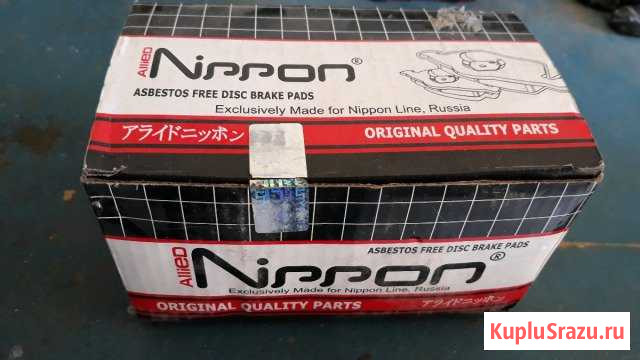 Allied Nippon®
ASBESTOS FREE DISC BRAKE PADS
Exclusively Made for Nippon Line, Russia
アライドニッポン
ORIGINAL QUALITY PARTS
ASBESTOS FREE DISC BRAKE PADS
Allied Nippon®
Exclusively Made for Nippon Line, Russia
ORIGINAL QUALITY PARTS
アライドニッポン
KupluSrazu.ru